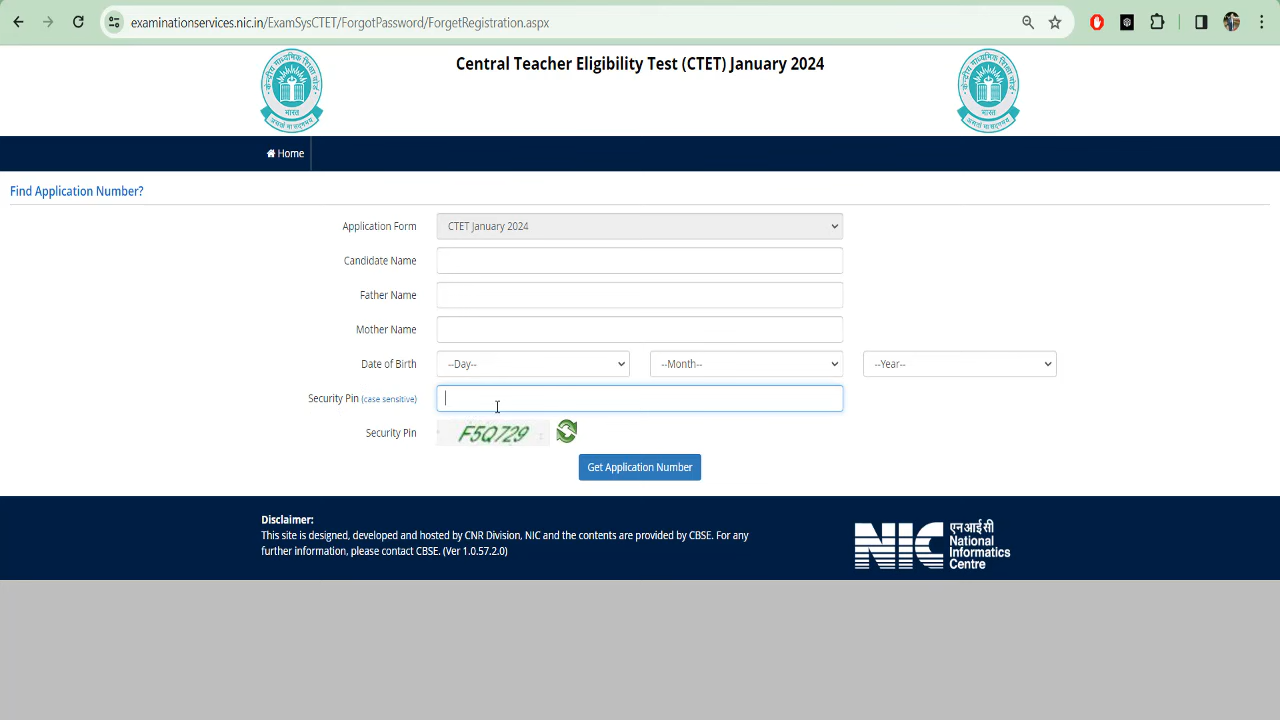 examinationservices.nic.in/ExamSysCTET/ForgotPassword/ForgetRegistration.aspx
Central Teacher Eligibility Test (CTET) January 2024
भारत
भारत
Home
Find Application Number?
Application Form
CTET January 2024
Candidate Name
Father Name
Mother Name
Date of Birth
--Day--
--Month--
--Year--
Security Pin (case sensitive)
Security Pin
F5Q729
Get Application Number
Disclaimer:
This site is designed, developed and hosted by CNR Division, NIC and the contents are provided by CBSE. For any
further information, please contact CBSE. (Ver 1.0.57.2.0)
NIC
एनआईसी
National
Informatics
Centre